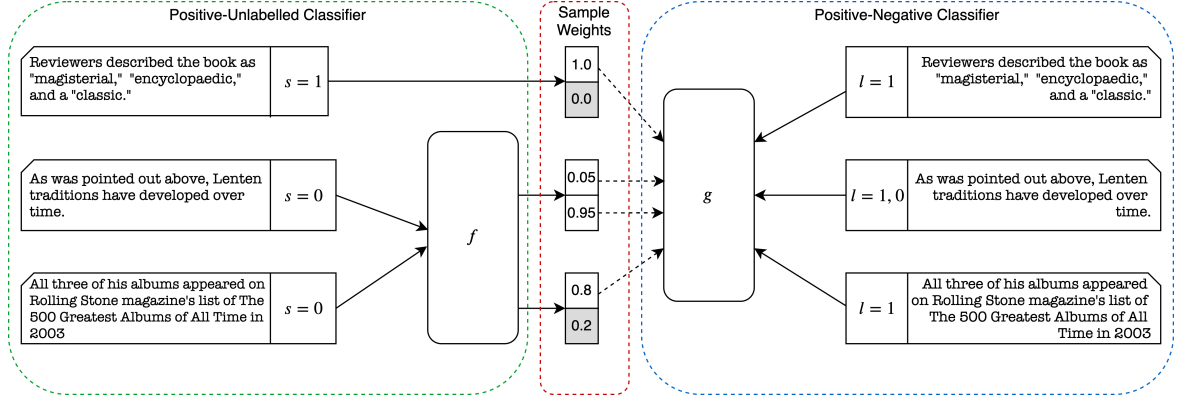 Positive-Unlabelled Classifier
Reviewers described the book as
"magisterial," "encyclopaedic,"
and a "classic."
s = 1
As was pointed out above, Lenten
traditions have developed over
time.
s = 0
All three of his albums appeared on
Rolling Stone magazine's list of The
500 Greatest Albums of All Time in
2003
s = 0
f
Sample
Weights
1.0
0.0
0.05
0.95
0.8
0.2
Positive-Negative Classifier
g
l = 1
Reviewers described the book as
"magisterial," "encyclopaedic,"
and a "classic."
l = 1, 0
As was pointed out above, Lenten
traditions have developed over
time.
l = 1
All three of his albums appeared
on Rolling Stone magazine's list of
The 500 Greatest Albums of All
Time in 2003